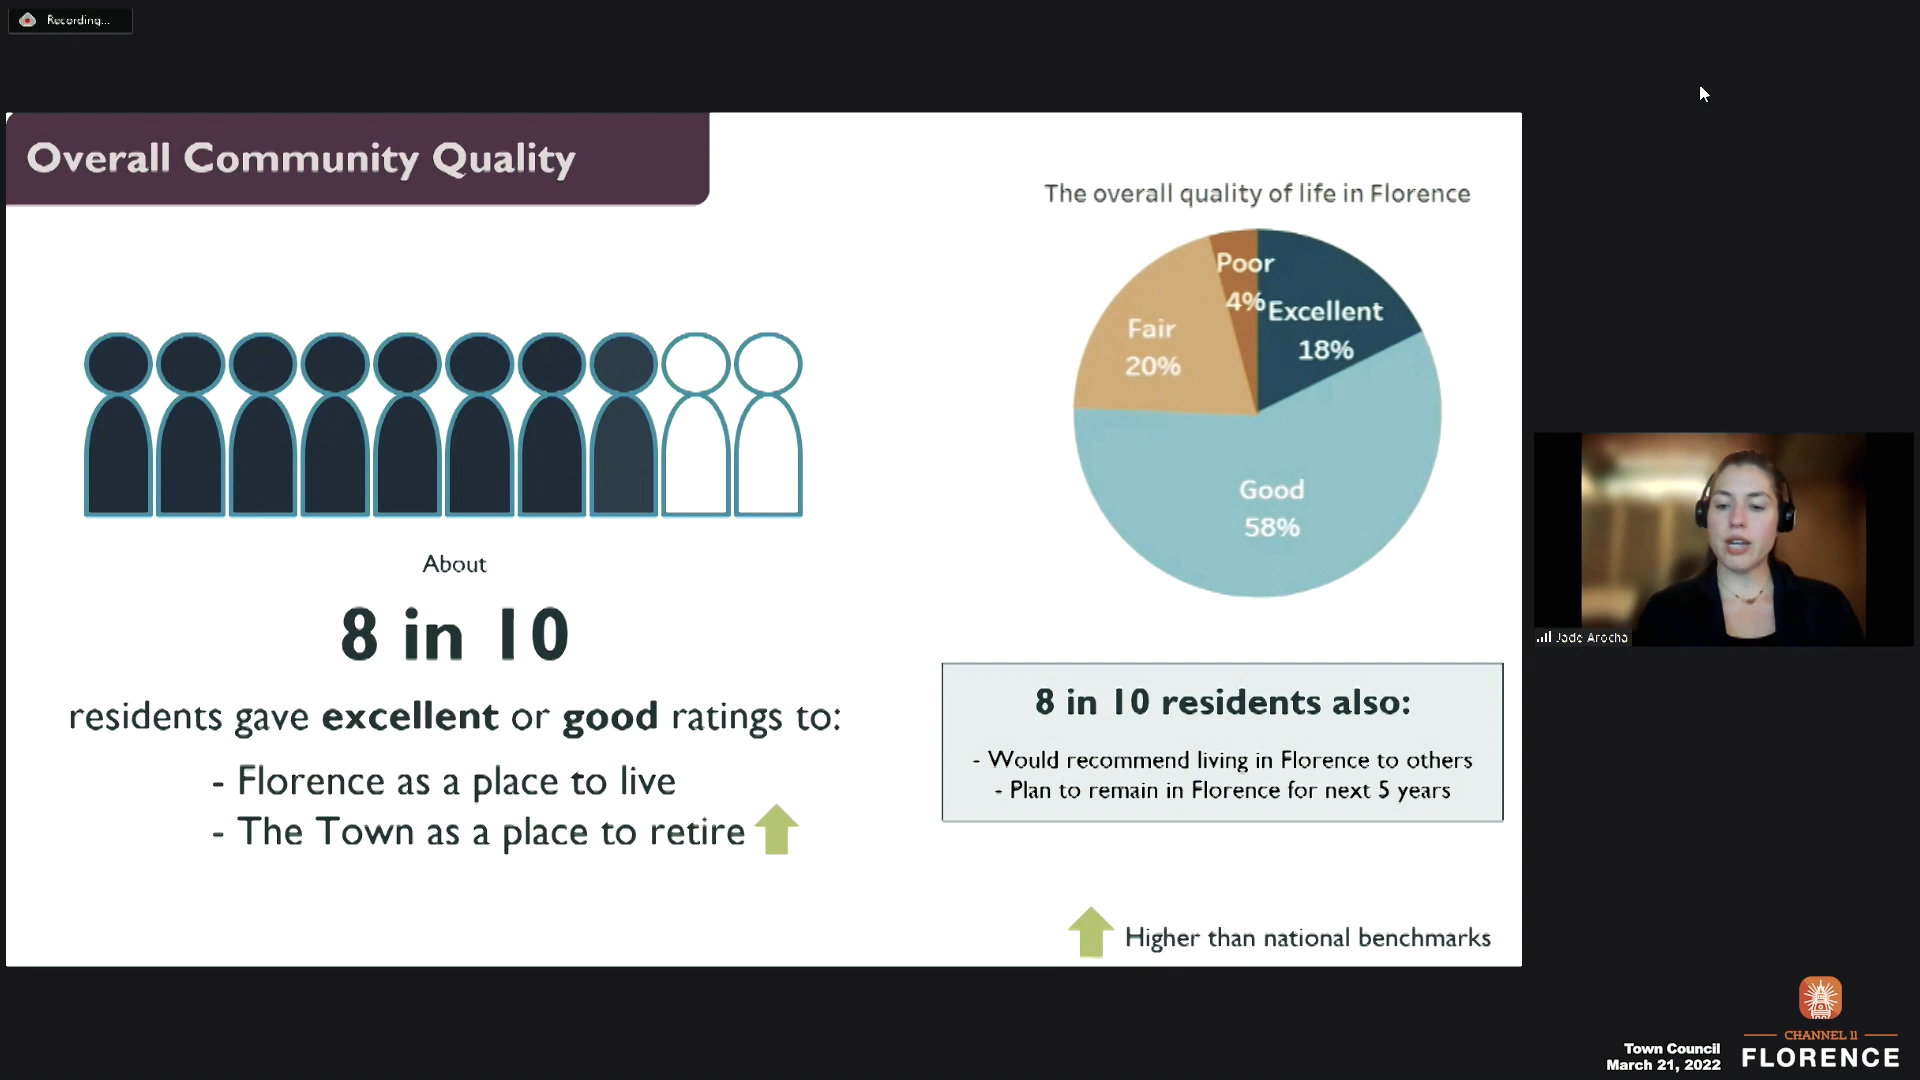 Recording...
Overall Community Quality
The overall quality of life in Florence
Poor
4%
Excellent
18%
Fair
20%
Good
58%
About
8 in 10
residents gave excellent or good ratings to:
- Florence as a place to live
- The Town as a place to retire
8 in 10 residents also:
- Would recommend living in Florence to others
- Plan to remain in Florence for next 5 years
Higher than national benchmarks
Jade Arocha
Town Council
March 21, 2022
CHANNEL 11
FLORENCE